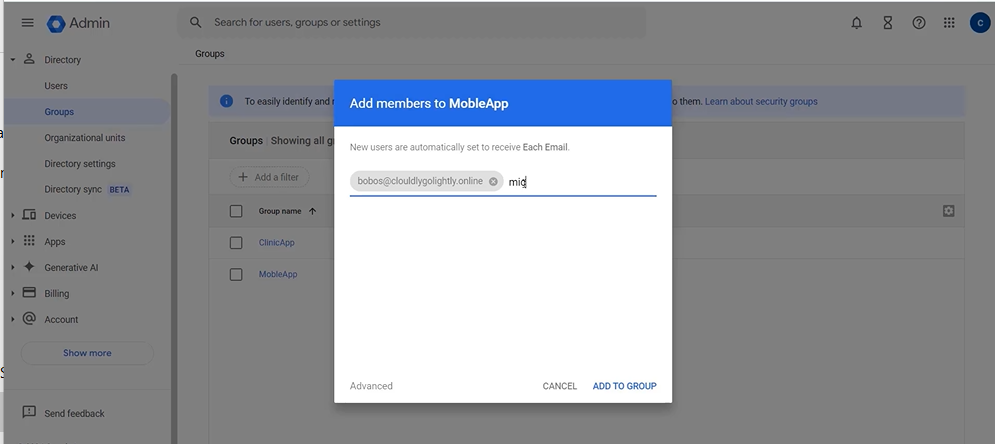 Admin
Search for users, groups or settings
C
Directory
Users
Groups
Organizational units
Directory settings
Directory sync BETA
Devices
Apps
Generative AI
Billing
Account
Show more
Send feedback
Groups
To easily identify and
o them. Learn about security groups
Groups Showing all
Add a filter
Group name
ClinicApp
MobleApp
Add members to MobleApp
New users are automatically set to receive Each Email.
bobos@clouldlygolightly.online mig
Advanced
CANCEL
ADD TO GROUP